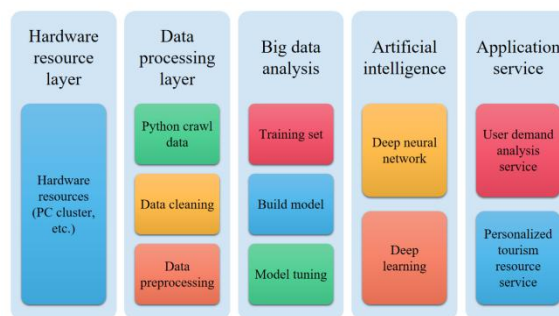 Hardware
resource
layer
Hardware
resources
(PC cluster,
etc.)
Data
processing
layer
Python crawl
data
Data cleaning
Data
preprocessing
Big data
analysis
Training set
Build model
Model tuning
Artificial
intelligence
Deep neural
network
Deep
learning
Application
service
User demand
analysis
service
Personalized
tourism
resource
service